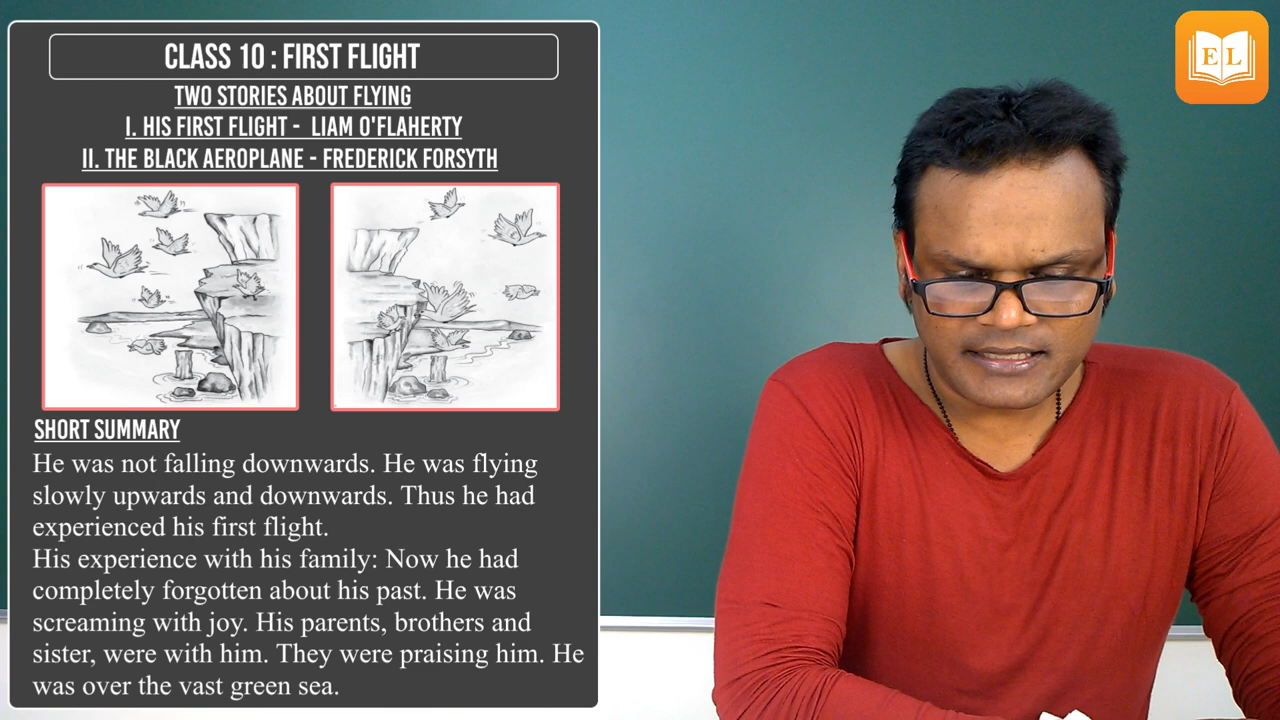 CLASS 10 : FIRST FLIGHT
TWO STORIES ABOUT FLYING
I. HIS FIRST FLIGHT - LIAM O'FLAHERTY
II. THE BLACK AEROPLANE - FREDERICK FORSYTH
SHORT SUMMARY
He was not falling downwards. He was flying
slowly upwards and downwards. Thus he had
experienced his first flight.
His experience with his family: Now he had
completely forgotten about his past. He was
screaming with joy. His parents, brothers and
sister, were with him. They were praising him. He
was over the vast green sea.
E L